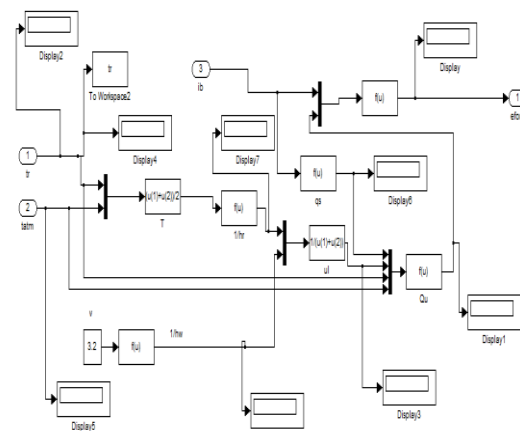 Display2
tr
To Workspace2
3
ib
Display
f(u)
1
Display7
Display4
1
tr
f(u)
qs
Display6
2
tatm
(u(1)+u(2))/2
T
f(u)
1/hr
1/(u(1)+u(2))
ul
f(u)
Qu
v
3.2
f(u)
1/hw
Display1
Display5
Display3